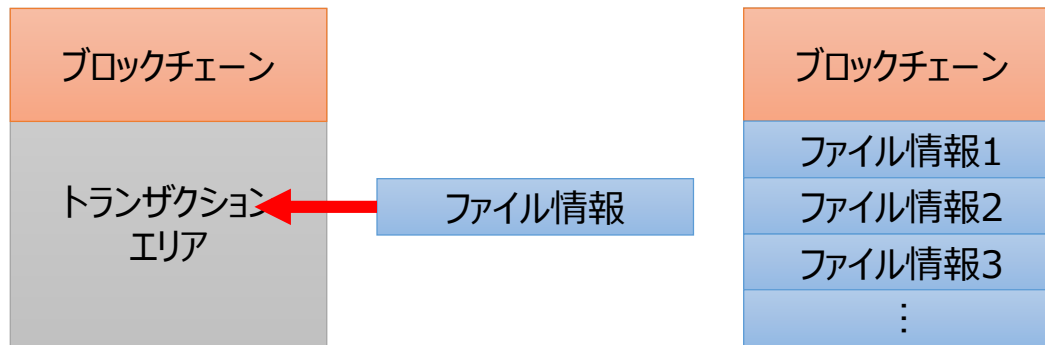 ブロックチェーン
トランザクション
エリア
ファイル情報
ブロックチェーン
ファイル情報1
ファイル情報2
ファイル情報3
⋮